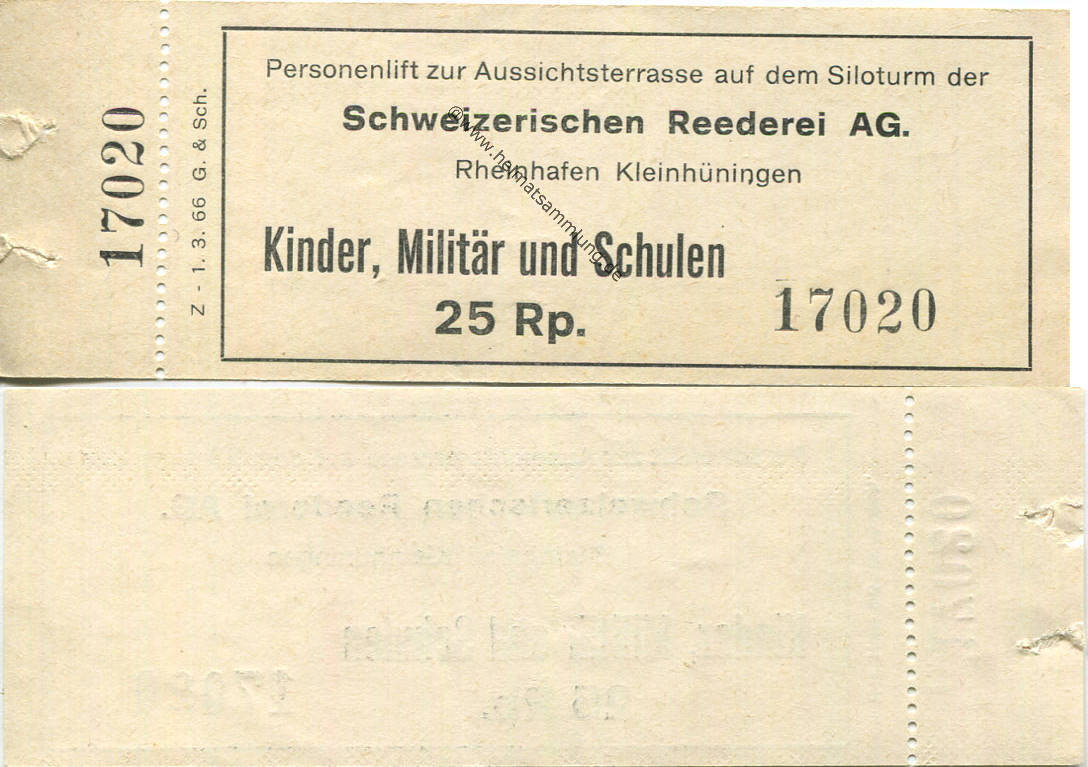 17020
Z - 1. 3. 66 G. & Sch.
Personenlift zur Aussichtsterrasse auf dem Siloturm der
Schweizerischen Reederei AG.
Rheinhafen Kleinhüningen
Kinder, Militär und Schulen
25 Rp.
17020
©www.heimatsammlung.de